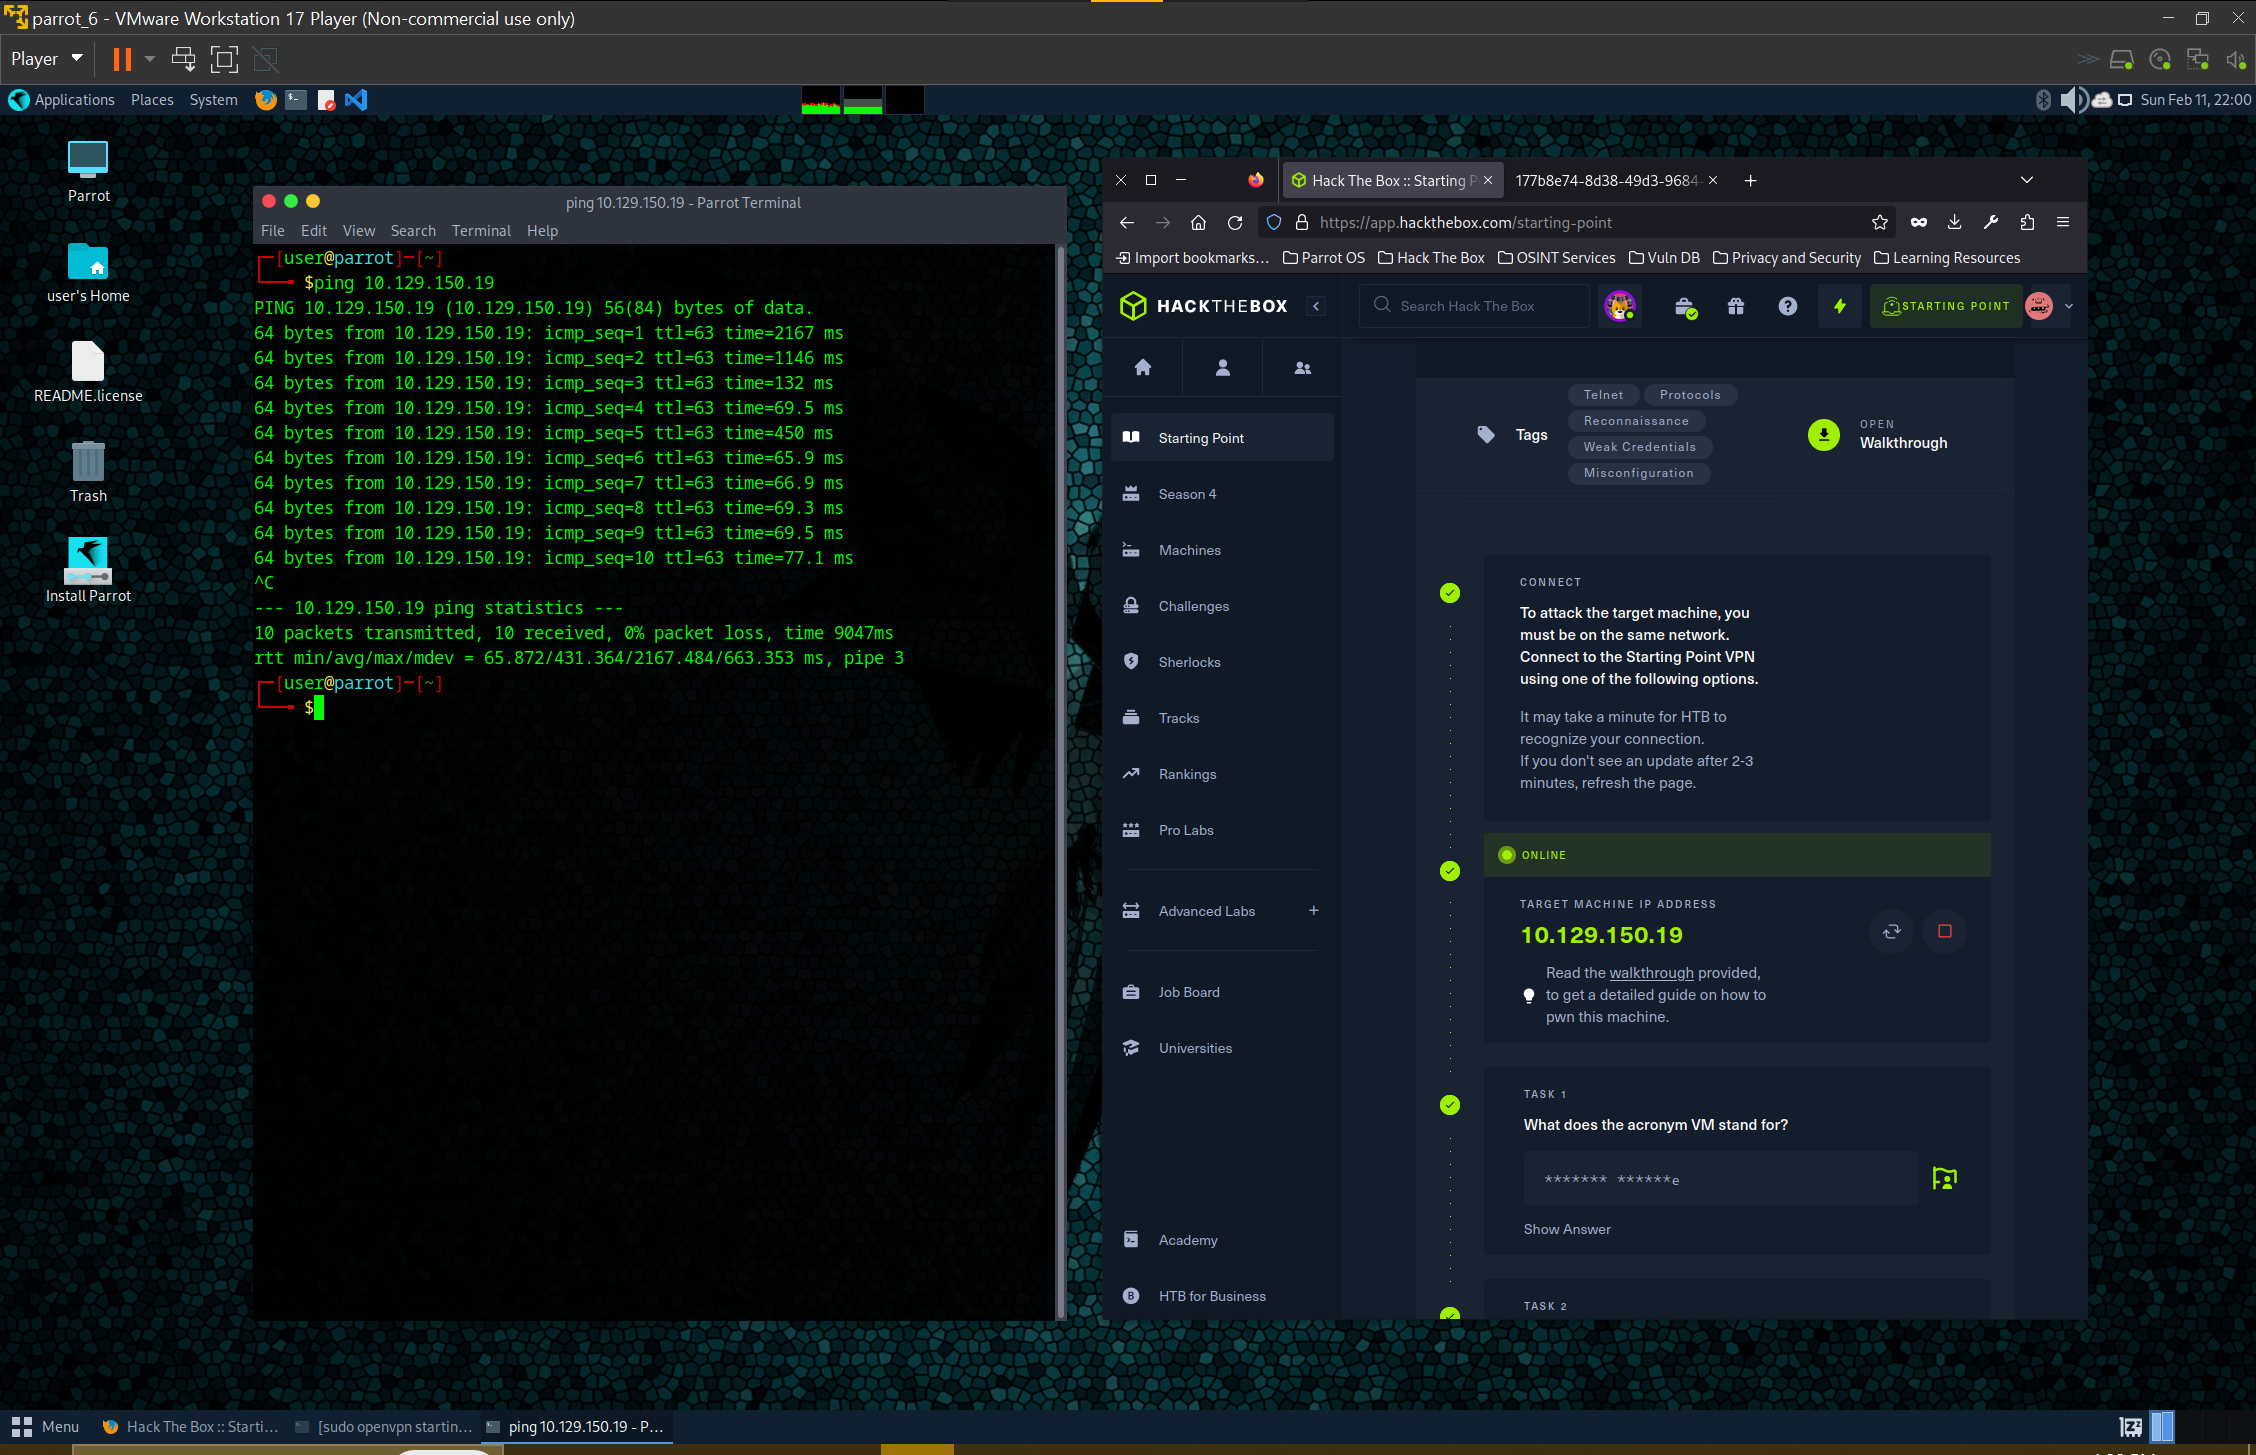 parrot_6 - VMware Workstation 17 Player (Non-commercial use only)
Player
Applications Places System
Sun Feb 11, 22:00
Parrot
user's Home
README.license
Trash
Install Parrot
ping 10.129.150.19 - Parrot Terminal
File Edit View Search Terminal Help
┌─[user@parrot]─[~]
└──╼ $ping 10.129.150.19
PING 10.129.150.19 (10.129.150.19) 56(84) bytes of data.
64 bytes from 10.129.150.19: icmp_seq=1 ttl=63 time=2167 ms
64 bytes from 10.129.150.19: icmp_seq=2 ttl=63 time=1146 ms
64 bytes from 10.129.150.19: icmp_seq=3 ttl=63 time=132 ms
64 bytes from 10.129.150.19: icmp_seq=4 ttl=63 time=69.5 ms
64 bytes from 10.129.150.19: icmp_seq=5 ttl=63 time=450 ms
64 bytes from 10.129.150.19: icmp_seq=6 ttl=63 time=65.9 ms
64 bytes from 10.129.150.19: icmp_seq=7 ttl=63 time=66.9 ms
64 bytes from 10.129.150.19: icmp_seq=8 ttl=63 time=69.3 ms
64 bytes from 10.129.150.19: icmp_seq=9 ttl=63 time=69.5 ms
64 bytes from 10.129.150.19: icmp_seq=10 ttl=63 time=77.1 ms
^C
--- 10.129.150.19 ping statistics ---
10 packets transmitted, 10 received, 0% packet loss, time 9047ms
rtt min/avg/max/mdev = 65.872/431.364/2167.484/663.353 ms, pipe 3
┌─[user@parrot]─[~]
└──╼ $
Hack The Box :: Starting P
177b8e74-8d38-49d3-9684-
https://app.hackthebox.com/starting-point
Import bookmarks... Parrot OS Hack The Box OSINT Services Vuln DB Privacy and Security Learning Resources
HACKTHEBOX
Search Hack The Box
STARTING POINT
Starting Point
Season 4
Machines
Challenges
Sherlocks
Tracks
Rankings
Pro Labs
Advanced Labs +
Job Board
Universities
Academy
HTB for Business
Tags
Telnet Protocols
Reconnaissance
Weak Credentials
Misconfiguration
OPEN
Walkthrough
CONNECT
To attack the target machine, you
must be on the same network.
Connect to the Starting Point VPN
using one of the following options.
It may take a minute for HTB to
recognize your connection.
If you don't see an update after 2-3
minutes, refresh the page.
ONLINE
TARGET MACHINE IP ADDRESS
10.129.150.19
Read the walkthrough provided,
to get a detailed guide on how to
pwn this machine.
TASK 1
What does the acronym VM stand for?
******* ******e
Show Answer
TASK 2
Menu
Hack The Box :: Starti...
[sudo openvpn startin...
ping 10.129.150.19 - P...